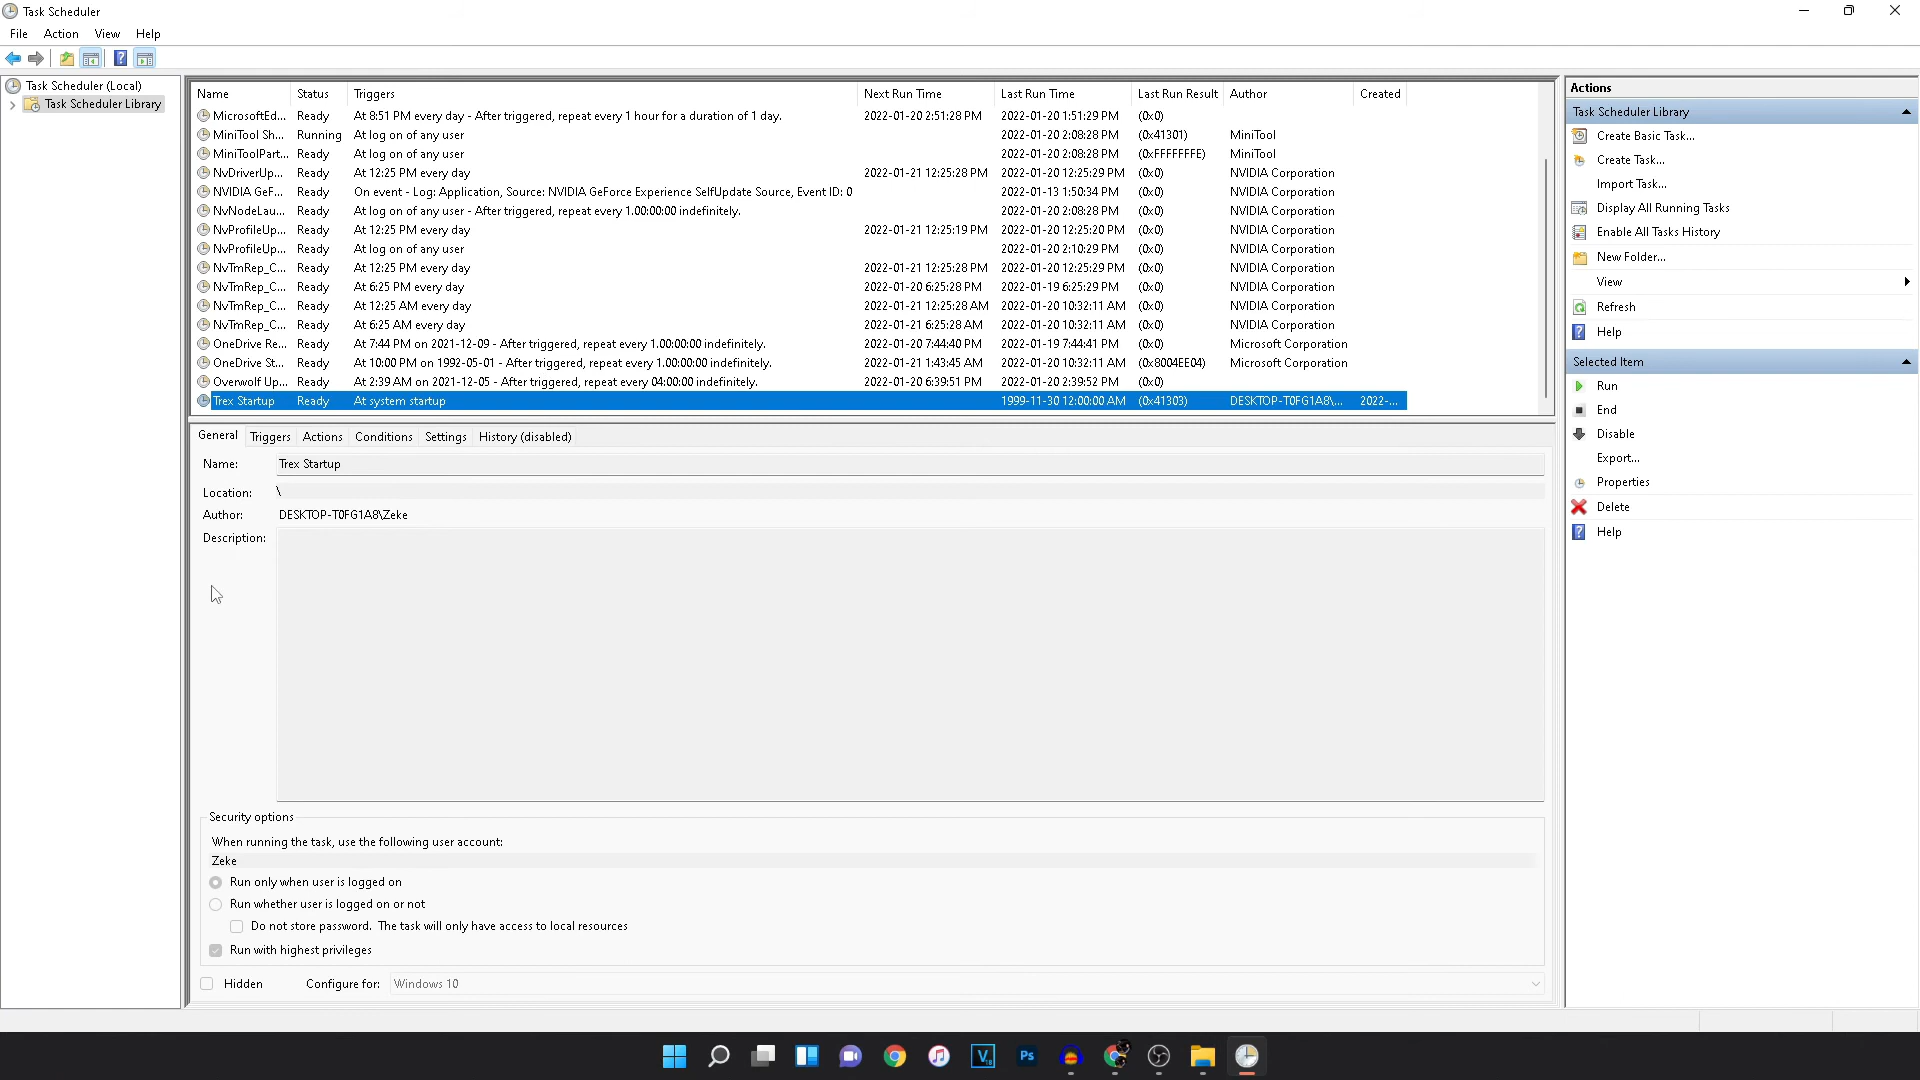 Task Scheduler
File Action View Help
Task Scheduler (Local)
Task Scheduler Library
Name Status Triggers Next Run Time Last Run Time Last Run Result Author Created
MicrosoftEd... Ready At 8:51 PM every day - After triggered, repeat every 1 hour for a duration of 1 day. 2022-01-20 2:51:28 PM 2022-01-20 1:51:29 PM (0x0)
MiniTool Sh... Running At log on of any user 2022-01-20 2:08:28 PM (0x41301) MiniTool
MiniToolPart... Ready At log on of any user 2022-01-20 2:08:28 PM (0xFFFFFFFE) MiniTool
NvDriverUp... Ready At 12:25 PM every day 2022-01-21 12:25:28 PM 2022-01-20 12:25:29 PM (0x0) NVIDIA Corporation
NVIDIA GeF... Ready On event - Log: Application, Source: NVIDIA GeForce Experience SelfUpdate Source, Event ID: 0 2022-01-13 1:50:34 PM (0x0) NVIDIA Corporation
NvNodeLau... Ready At log on of any user - After triggered, repeat every 1.00:00:00 indefinitely. 2022-01-20 2:08:28 PM (0x0) NVIDIA Corporation
NvProfileUp... Ready At 12:25 PM every day 2022-01-21 12:25:19 PM 2022-01-20 12:25:20 PM (0x0) NVIDIA Corporation
NvProfileUp... Ready At log on of any user 2022-01-20 2:10:29 PM (0x0) NVIDIA Corporation
NvTmRep_C... Ready At 12:25 PM every day 2022-01-21 12:25:28 PM 2022-01-20 12:25:29 PM (0x0) NVIDIA Corporation
NvTmRep_C... Ready At 6:25 PM every day 2022-01-20 6:25:28 PM 2022-01-19 6:25:29 PM (0x0) NVIDIA Corporation
NvTmRep_C... Ready At 12:25 AM every day 2022-01-21 12:25:28 AM 2022-01-20 10:32:11 AM (0x0) NVIDIA Corporation
NvTmRep_C... Ready At 6:25 AM every day 2022-01-21 6:25:28 AM 2022-01-20 10:32:11 AM (0x0) NVIDIA Corporation
OneDrive Re... Ready At 7:44 PM on 2021-12-09 - After triggered, repeat every 1.00:00:00 indefinitely. 2022-01-20 7:44:40 PM 2022-01-19 7:44:41 PM (0x0) Microsoft Corporation
OneDrive St... Ready At 10:00 PM on 1992-05-01 - After triggered, repeat every 1.00:00:00 indefinitely. 2022-01-21 1:43:45 AM 2022-01-20 10:32:11 AM (0x8004EE04) Microsoft Corporation
Overwolf Up... Ready At 2:39 AM on 2021-12-05 - After triggered, repeat every 04:00:00 indefinitely. 2022-01-20 6:39:51 PM 2022-01-20 2:39:52 PM (0x0)
Trex Startup Ready At system startup 1999-11-30 12:00:00 AM (0x41303) DESKTOP-T0FG1A8\... 2022-...
General Triggers Actions Conditions Settings History (disabled)
Name: Trex Startup
Location: \
Author: DESKTOP-T0FG1A8\Zeke
Description:
Security options
When running the task, use the following user account:
Zeke
Run only when user is logged on
Run whether user is logged on or not
Do not store password. The task will only have access to local resources
Run with highest privileges
Hidden Configure for: Windows 10
Actions
Task Scheduler Library
Create Basic Task...
Create Task...
Import Task...
Display All Running Tasks
Enable All Tasks History
New Folder...
View
Refresh
Help
Selected Item
Run
End
Disable
Export...
Properties
Delete
Help
Ps